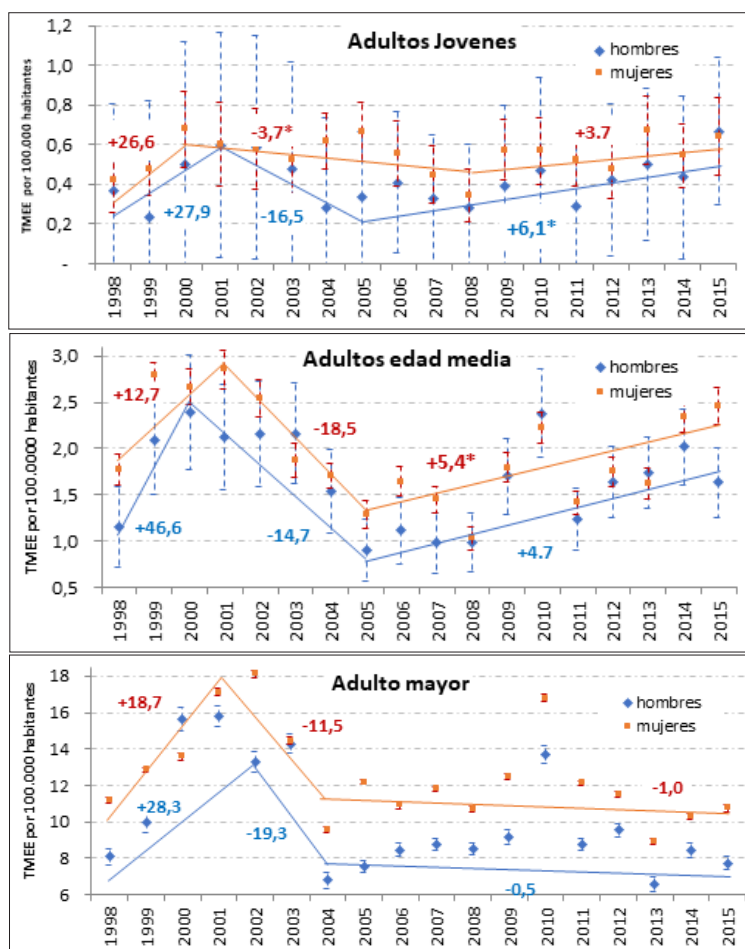 Adultos Jovenes
TMEE por 100.000 habitantes
1,2
1,0
0,8
0,6
0,4
0,2
-
hombres
mujeres
+26,6
-3,7*
+3.7
+27,9
-16,5
+6,1*
1998 1999 2000 2001 2002 2003 2004 2005 2006 2007 2008 2009 2010 2011 2012 2013 2014 2015
Adultos edad media
TMEE por 100.0000 habitantes
3,0
2,5
2,0
1,5
1,0
0,5
hombres
mujeres
+12,7
-18,5
+5,4*
+46,6
-14,7
+4.7
1998 1999 2000 2001 2002 2003 2004 2005 2006 2007 2008 2009 2010 2011 2012 2013 2014 2015
Adulto mayor
TMEE por 100.000 habitantes
18
16
14
12
10
8
6
hombres
mujeres
+18,7
-11,5
-1,0
+28,3
-19,3
-0,5
1998 1999 2000 2001 2002 2003 2004 2005 2006 2007 2008 2009 2010 2011 2012 2013 2014 2015